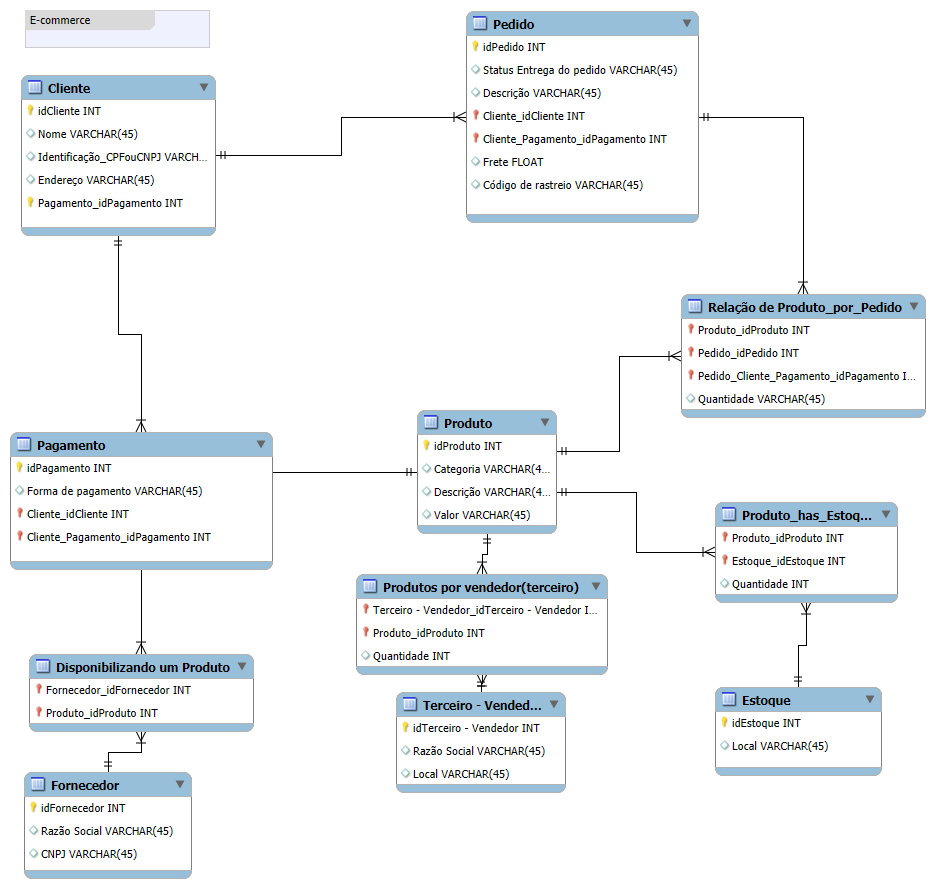 E-commerce
Pedido
idPedido INT
Status Entrega do pedido VARCHAR(45)
Descrição VARCHAR(45)
Cliente_idCliente INT
Cliente_Pagamento_idPagamento INT
Frete FLOAT
Código de rastreio VARCHAR(45)
Cliente
idCliente INT
Nome VARCHAR(45)
Identificação_CPFouCNPJ VARCH...
Endereço VARCHAR(45)
Pagamento_idPagamento INT
Relação de Produto_por_Pedido
Produto_idProduto INT
Pedido_idPedido INT
Pedido_Cliente_Pagamento_idPagamento I...
Quantidade VARCHAR(45)
Produto
idProduto INT
Categoria VARCHAR(4...
Descrição VARCHAR(4...
Valor VARCHAR(45)
Pagamento
idPagamento INT
Forma de pagamento VARCHAR(45)
Cliente_idCliente INT
Cliente_Pagamento_idPagamento INT
Produto_has_Estoq...
Produto_idProduto INT
Estoque_idEstoque INT
Quantidade INT
Produtos por vendedor(terceiro)
Terceiro - Vendedor_idTerceiro - Vendedor I...
Produto_idProduto INT
Quantidade INT
Disponibilizando um Produto
Fornecedor_idFornecedor INT
Produto_idProduto INT
Terceiro - Vended...
idTerceiro - Vendedor INT
Razão Social VARCHAR(45)
Local VARCHAR(45)
Estoque
idEstoque INT
Local VARCHAR(45)
Fornecedor
idFornecedor INT
Razão Social VARCHAR(45)
CNPJ VARCHAR(45)